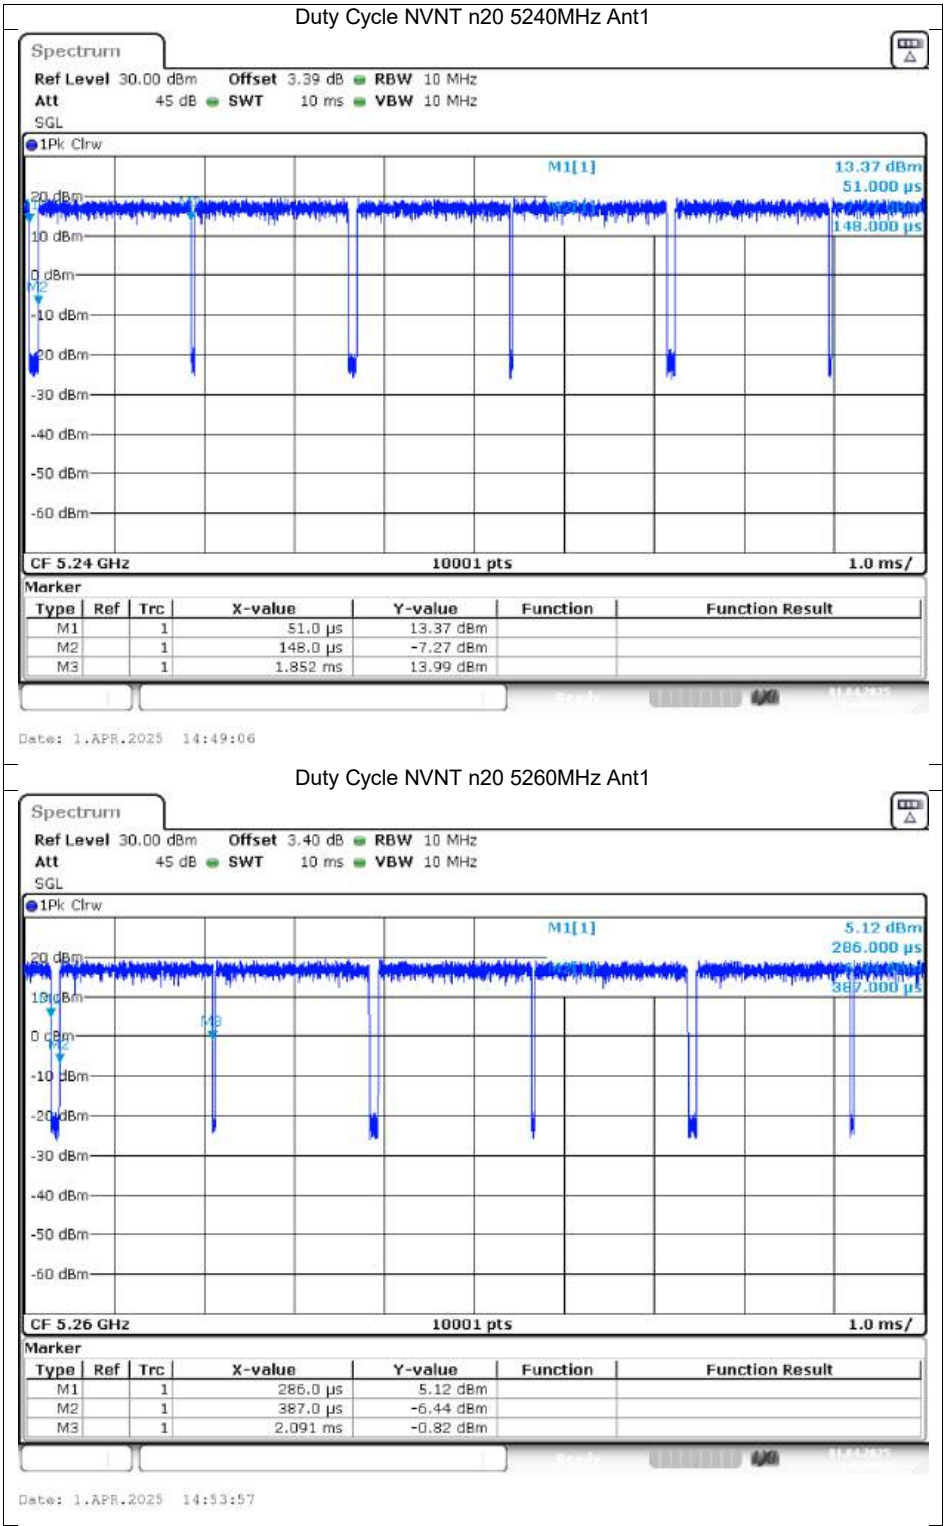 Duty Cycle NVNT n20 5240MHz Ant1
Spectrum
Ref Level 30.00 dBm Offset 3.39 dB RBW 10 MHz
Att 45 dB SWT 10 ms VBW 10 MHz
SGL
1Pk Clrw
M1[1] 13.37 dBm
51.000 µs
20 dBm
148.000 µs
10 dBm
0 dBm
M2
-10 dBm
-20 dBm
-30 dBm
-40 dBm
-50 dBm
-60 dBm
CF 5.24 GHz 10001 pts 1.0 ms/
Marker
Type Ref Trc X-value Y-value Function Function Result
M1 1 51.0 µs 13.37 dBm
M2 1 148.0 µs -7.27 dBm
M3 1 1.852 ms 13.99 dBm
Date: 1.APR.2025 14:49:06
Duty Cycle NVNT n20 5260MHz Ant1
Spectrum
Ref Level 30.00 dBm Offset 3.40 dB RBW 10 MHz
Att 45 dB SWT 10 ms VBW 10 MHz
SGL
1Pk Clrw
M1[1] 5.12 dBm
286.000 µs
20 dBm
387.000 µs
10 dBm
M3
0 dBm
M2
-10 dBm
-20 dBm
-30 dBm
-40 dBm
-50 dBm
-60 dBm
CF 5.26 GHz 10001 pts 1.0 ms/
Marker
Type Ref Trc X-value Y-value Function Function Result
M1 1 286.0 µs 5.12 dBm
M2 1 387.0 µs -6.44 dBm
M3 1 2.091 ms -0.82 dBm
Date: 1.APR.2025 14:53:57